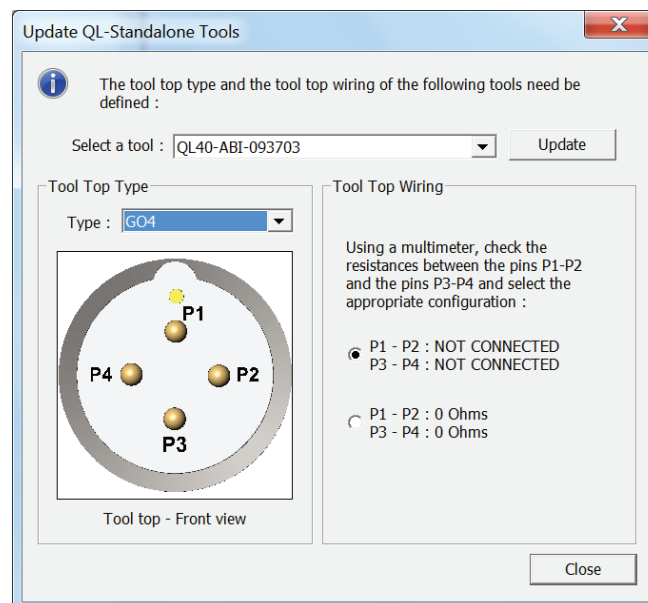 Update QL-Standalone Tools
The tool top type and the tool top wiring of the following tools need be
defined :
Select a tool : QL40-ABI-093703 Update
Tool Top Type
Type : GO4
P1
P4 P2
P3
Tool top - Front view
Tool Top Wiring
Using a multimeter, check the
resistances between the pins P1-P2
and the pins P3-P4 and select the
appropriate configuration :
P1 - P2 : NOT CONNECTED
P3 - P4 : NOT CONNECTED
P1 - P2 : 0 Ohms
P3 - P4 : 0 Ohms
Close